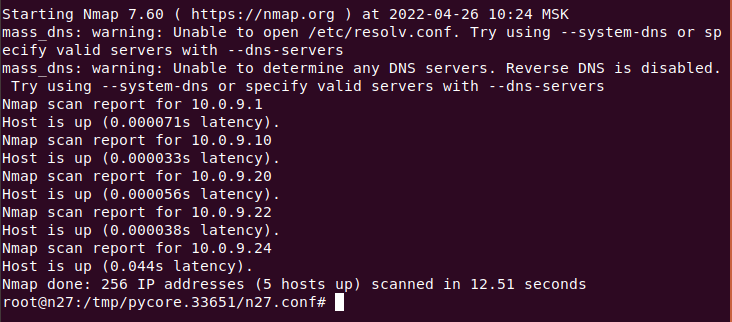 Starting Nmap 7.60 ( https://nmap.org ) at 2022-04-26 10:24 MSK
mass_dns: warning: Unable to open /etc/resolv.conf. Try using --system-dns or sp
ecify valid servers with --dns-servers
mass_dns: warning: Unable to determine any DNS servers. Reverse DNS is disabled.
 Try using --system-dns or specify valid servers with --dns-servers
Nmap scan report for 10.0.9.1
Host is up (0.000071s latency).
Nmap scan report for 10.0.9.10
Host is up (0.000033s latency).
Nmap scan report for 10.0.9.20
Host is up (0.000056s latency).
Nmap scan report for 10.0.9.22
Host is up (0.000038s latency).
Nmap scan report for 10.0.9.24
Host is up (0.044s latency).
Nmap done: 256 IP addresses (5 hosts up) scanned in 12.51 seconds
root@n27:/tmp/pycore.33651/n27.conf#